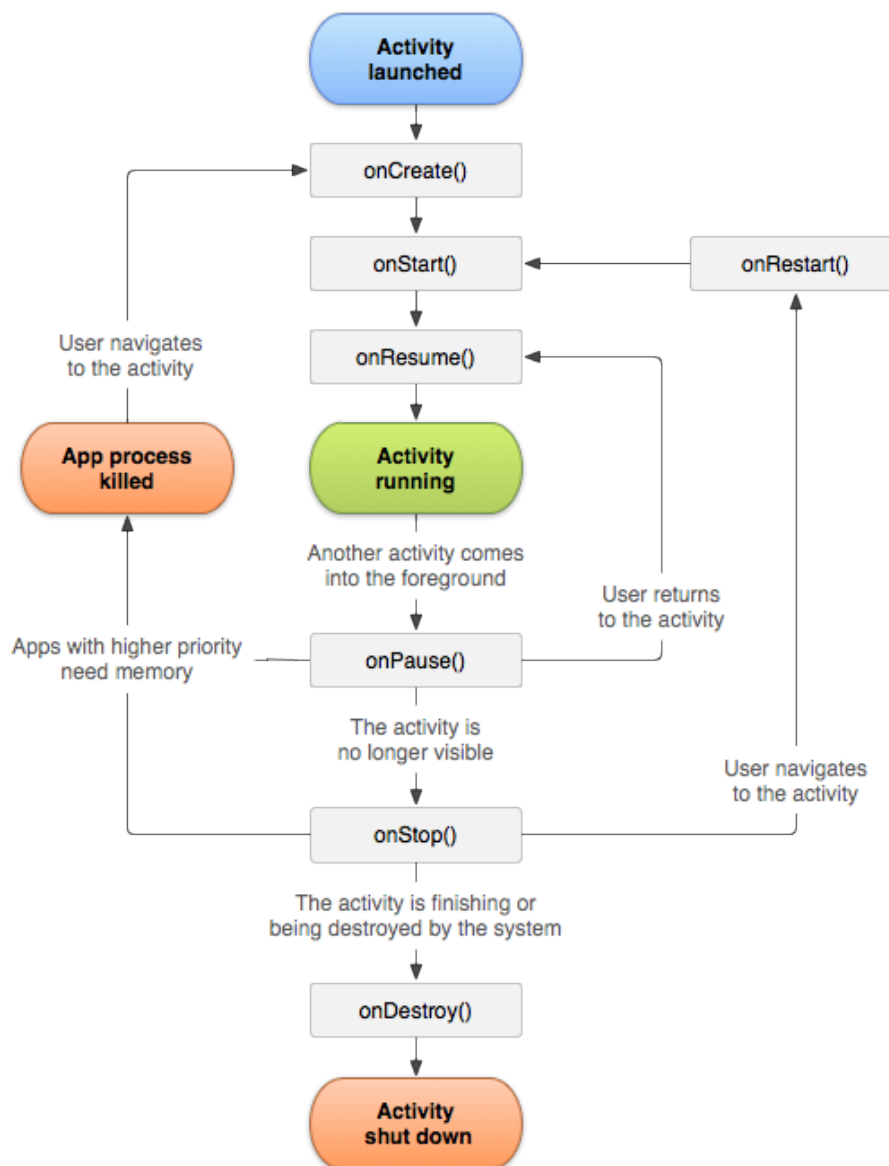 Activity
launched
onCreate()
onStart()
onRestart()
User navigates
to the activity
onResume()
App process
killed
Activity
running
Another activity comes
into the foreground
User returns
to the activity
Apps with higher priority
need memory
onPause()
The activity is
no longer visible
User navigates
to the activity
onStop()
The activity is finishing or
being destroyed by the system
onDestroy()
Activity
shut down